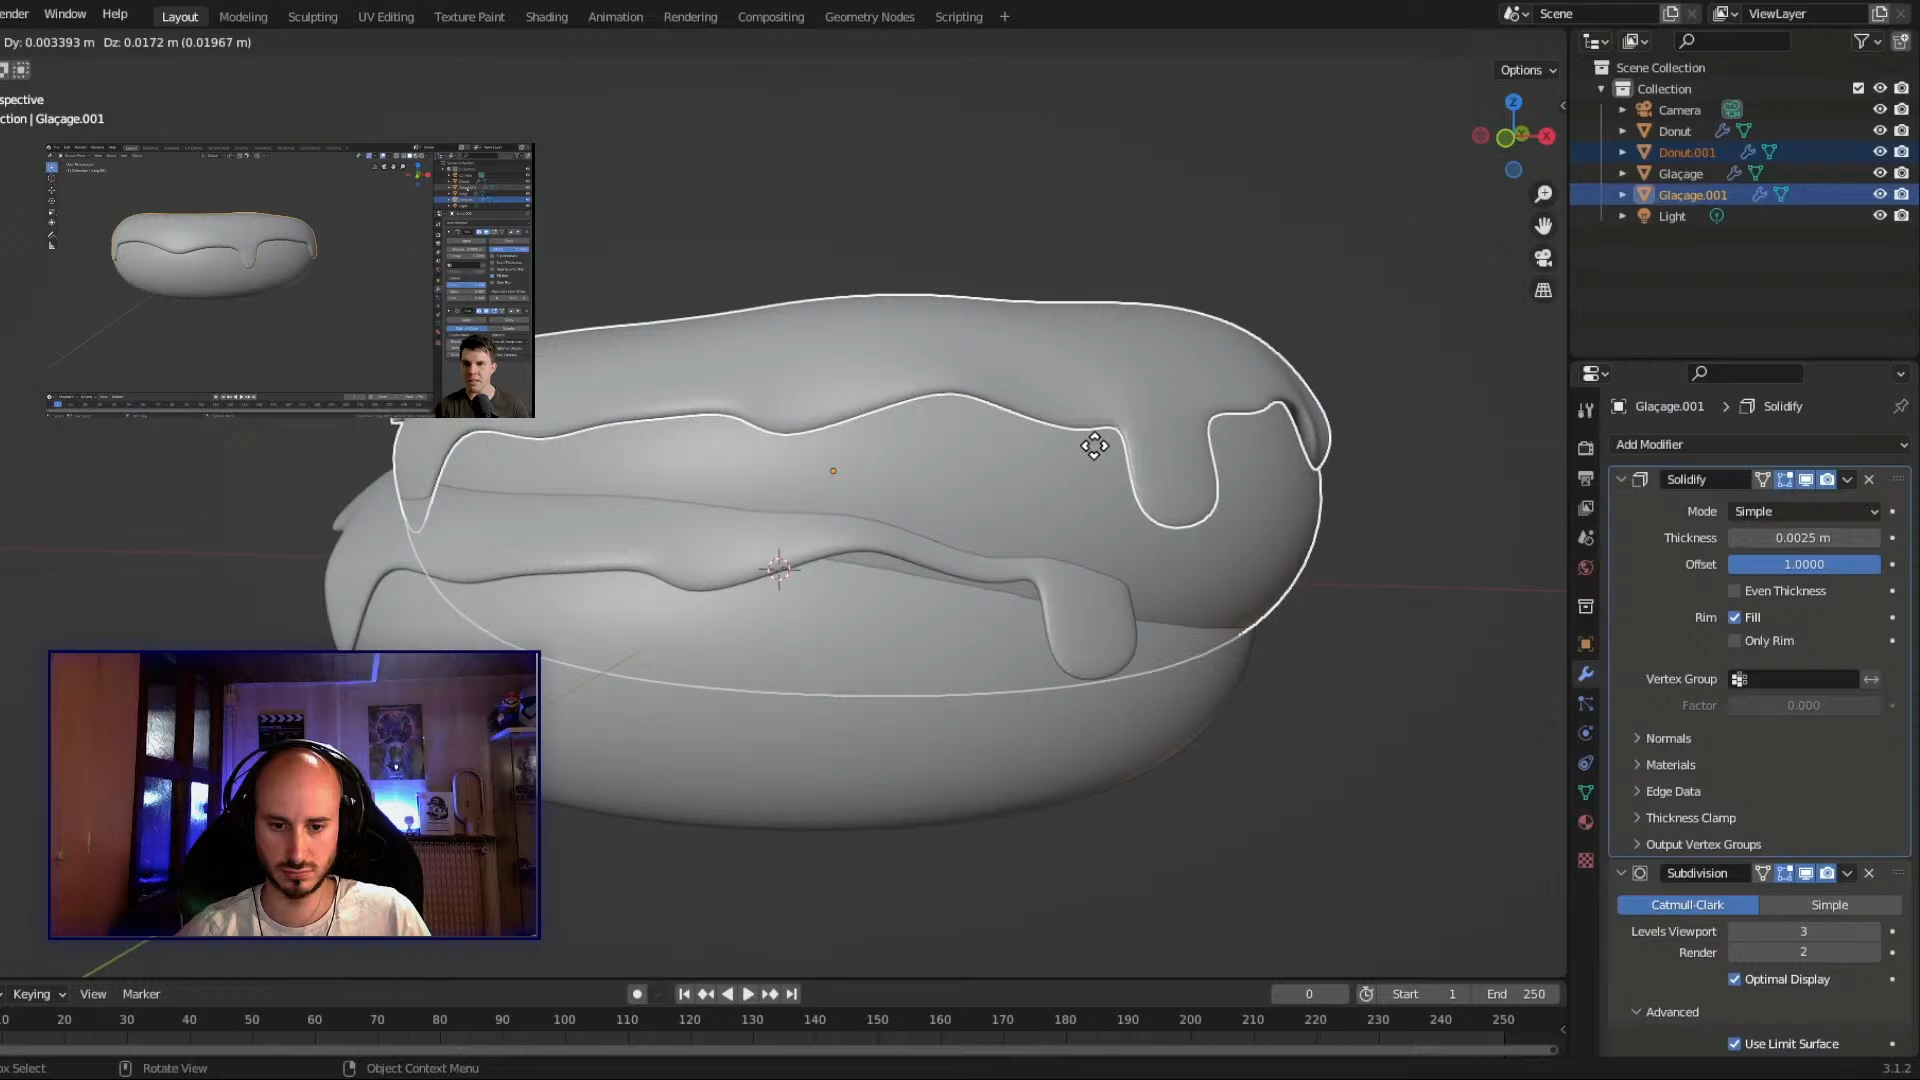 ender Window Help Layout Modeling Sculpting UV Editing Texture Paint Shading Animation Rendering Compositing Geometry Nodes Scripting + Scene ViewLayer
Dy: 0.003393 m Dz: 0.0172 m (0.01967 m)
Options
spective
ction | Glaçage.001
Scene Collection
Collection
Camera
Donut
Donut.001
Glaçage
Glaçage.001
Light
Z
X
Glaçage.001 > Solidify
Add Modifier
Solidify
Mode Simple
Thickness 0.0025 m
Offset 1.0000
Even Thickness
Rim Fill
Only Rim
Vertex Group
Factor 0.000
Normals
Materials
Edge Data
Thickness Clamp
Output Vertex Groups
Subdivision
Catmull-Clark Simple
Levels Viewport 3
Render 2
Optimal Display
Advanced
Use Limit Surface
Keying View Marker 0 Start 1 End 250
10 20 30 40 50 60 70 80 90 100 110 120 130 140 150 160 170 180 190 200 210 220 230 240 250
ox Select Rotate View Object Context Menu 3.1.2